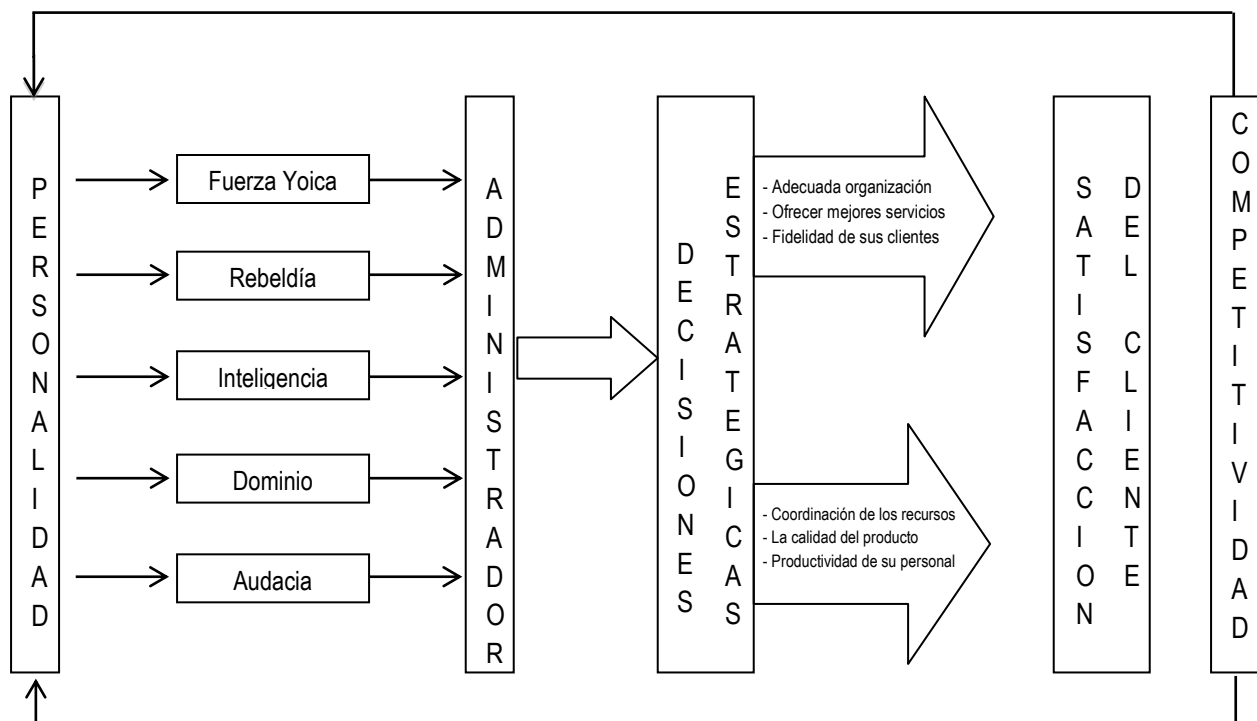 PERSONALIDAD
Fuerza Yoica
Rebeldía
Inteligencia
Dominio
Audacia
ADMINISTRADOR
DECISIONES
ESTRATEGICAS
- Adecuada organización
- Ofrecer mejores servicios
- Fidelidad de sus clientes
- Coordinación de los recursos
- La calidad del producto
- Productividad de su personal
SATISFACCION
DEL CLIENTE
COMPETITIVIDAD